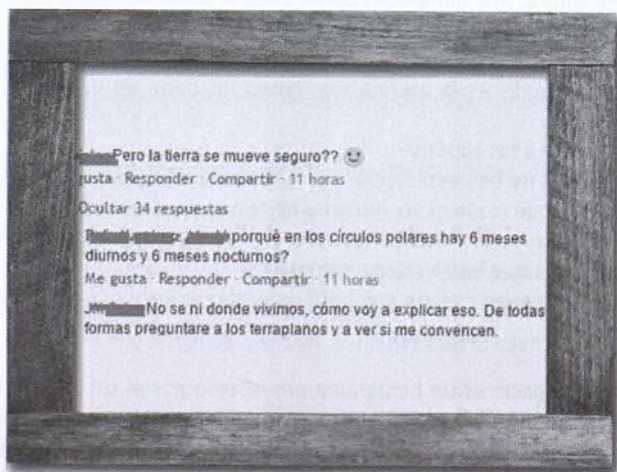 Pero la tierra se mueve seguro??
gusta · Responder · Compartir · 11 horas
Ocultar 34 respuestas
porqué en los círculos polares hay 6 meses
diurnos y 6 meses nocturnos?
Me gusta · Responder · Compartir · 11 horas
No se ni donde vivimos, cómo voy a explicar eso. De todas
formas preguntare a los terraplanos y a ver si me convencen.